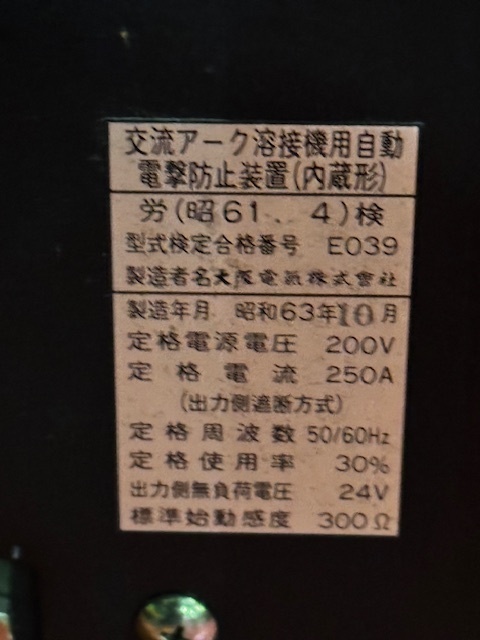 交流アーク溶接機用自動
電撃防止装置(内蔵形)
労(昭61.4)検
型式検定合格番号 E039
製造者名大阪電気株式會社
製造年月 昭和63年10月
定格電源電圧 200V
定格電流 250A
(出力側遮断方式)
定格周波数 50/60Hz
定格使用率 30%
出力側無負荷電圧 24V
標準始動感度 300Ω